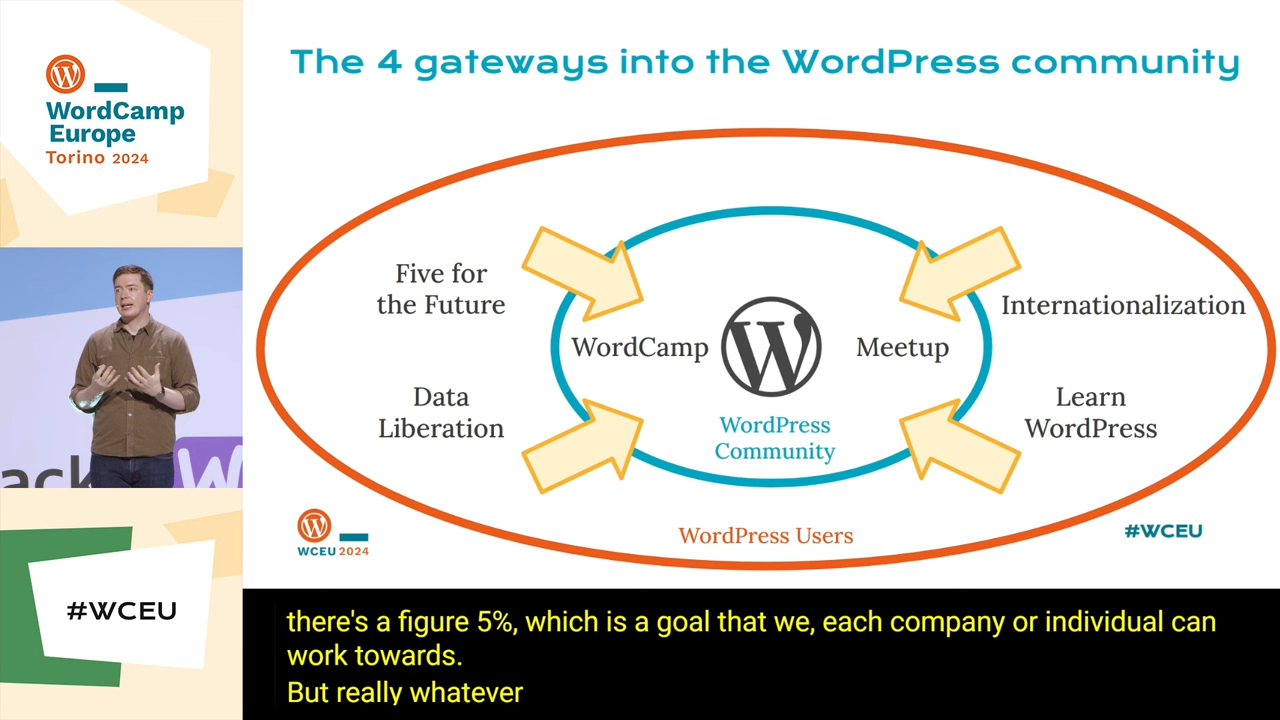 WordCamp
Europe
Torino 2024
The 4 gateways into the WordPress community
Five for
the Future
Internationalization
WordCamp
Meetup
Data
Liberation
Learn
WordPress
WordPress
Community
WordPress Users
WCEU 2024
#WCEU
ack
W
#WCEU
there's a figure 5%, which is a goal that we, each company or individual can
work towards.
But really whatever